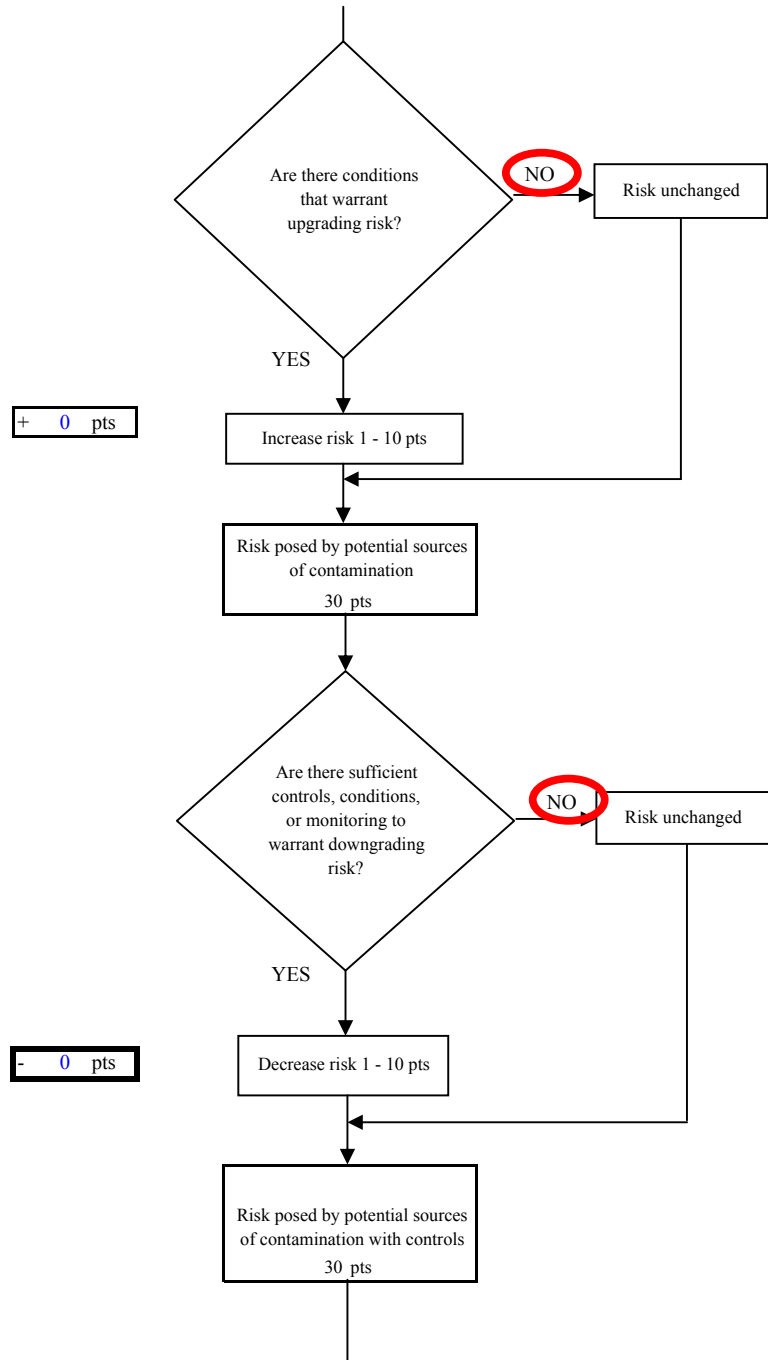 Are there conditions
that warrant
upgrading risk?
NO
Risk unchanged
YES
+ 0 pts
Increase risk 1 - 10 pts
Risk posed by potential sources
of contamination
30 pts
Are there sufficient
controls, conditions,
or monitoring to
warrant downgrading
risk?
NO
Risk unchanged
YES
- 0 pts
Decrease risk 1 - 10 pts
Risk posed by potential sources
of contamination with controls
30 pts